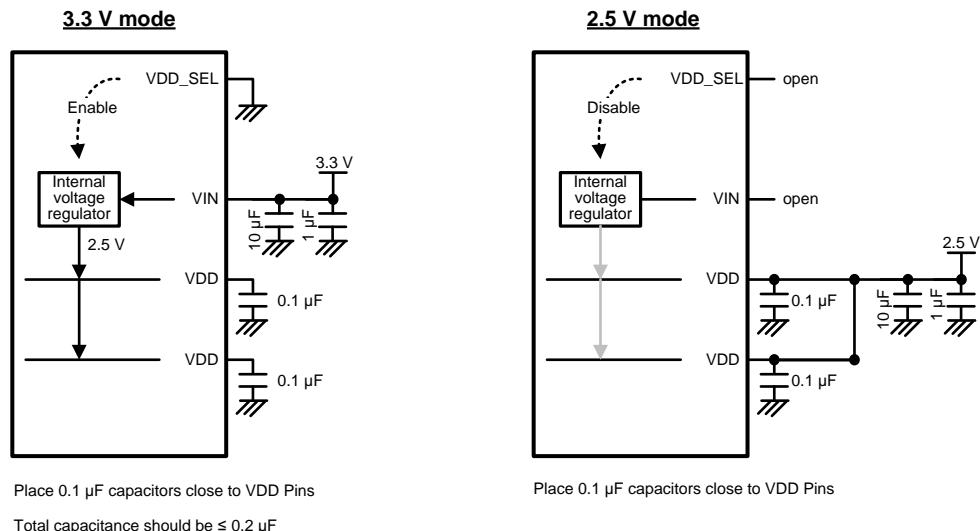 3.3 V mode
VDD_SEL
Enable
Internal
voltage
regulator
VIN
3.3 V
10 µF
1 µF
2.5 V
VDD
0.1 µF
VDD
0.1 µF
Place 0.1 µF capacitors close to VDD Pins
Total capacitance should be ≤ 0.2 µF
2.5 V mode
VDD_SEL
open
Disable
Internal
voltage
regulator
VIN
open
2.5 V
VDD
0.1 µF
10 µF
1 µF
VDD
0.1 µF
Place 0.1 µF capacitors close to VDD Pins